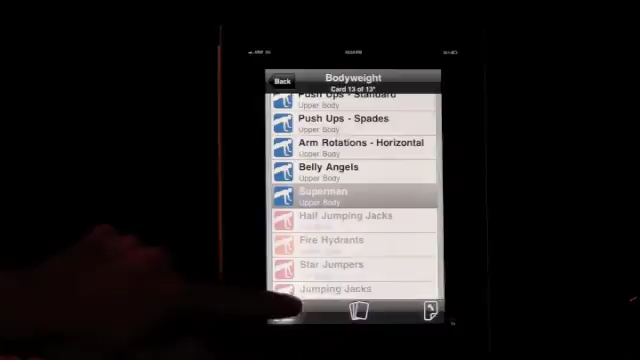 Bodyweight
Back
Card 13 of 13*
Push Ups - Standard
Upper Body
Push Ups - Spades
Upper Body
Arm Rotations - Horizontal
Upper Body
Belly Angels
Upper Body
Superman
Upper Body
Half Jumping Jacks
Fire Hydrants
Star Jumpers
Jumping Jacks